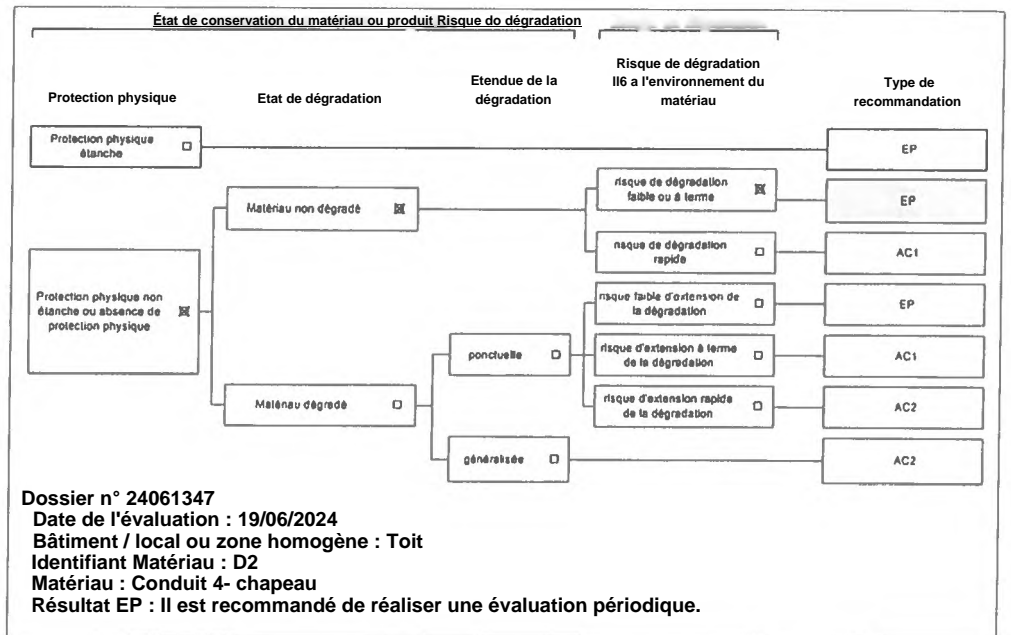 État de conservation du matériau ou produit Risque do dégradation
Protection physique
Etat de dégradation
Etendue de la
dégradation
Risque de dégradation
II6 a l'environnement du
matériau
Type de
recommandation
Protection physique
étanche
EP
Matériau non dégradé
risque de dégradation
faible ou à terme
EP
risque de dégradation
rapide
AC1
Protection physique non
étanche ou absence de
protection physique
risque faible d'extension de
la dégradation
EP
ponctuelle
risque d'extension à terme
de la dégradation
AC1
Matériau dégradé
risque d'extension rapide
de la dégradation
AC2
généralisée
AC2
Dossier n° 24061347
Date de l'évaluation : 19/06/2024
Bâtiment / local ou zone homogène : Toit
Identifiant Matériau : D2
Matériau : Conduit 4- chapeau
Résultat EP : Il est recommandé de réaliser une évaluation périodique.